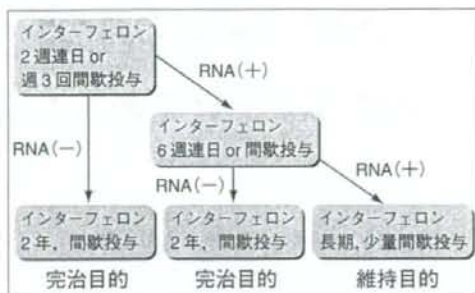 インターフェロン
2週連日 or
週3回間歇投与
RNA(+)
RNA(−)
インターフェロン
6週連日 or 間歇投与
RNA(−)
RNA(+)
インターフェロン
2年、間歇投与
インターフェロン
2年、間歇投与
インターフェロン
長期、少量間歇投与
完治目的
完治目的
維持目的